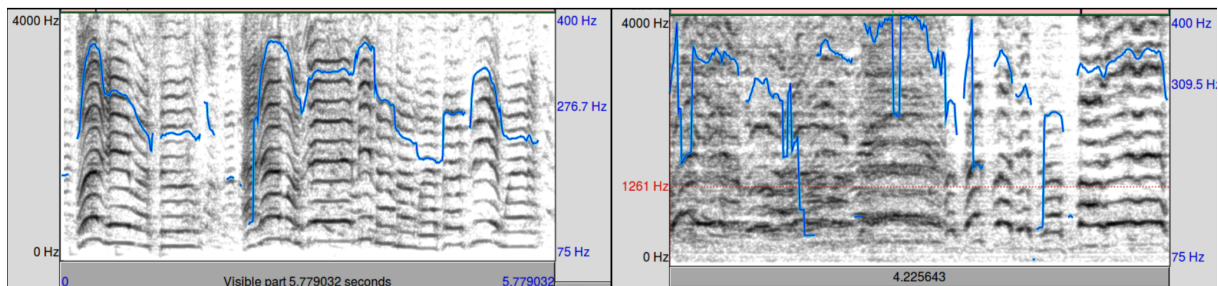 4000 Hz
400 Hz
276.7 Hz
0 Hz
75 Hz
0
Visible part 5.779032 seconds
5.779032
4000 Hz
400 Hz
309.5 Hz
1261 Hz
0 Hz
75 Hz
4.225643